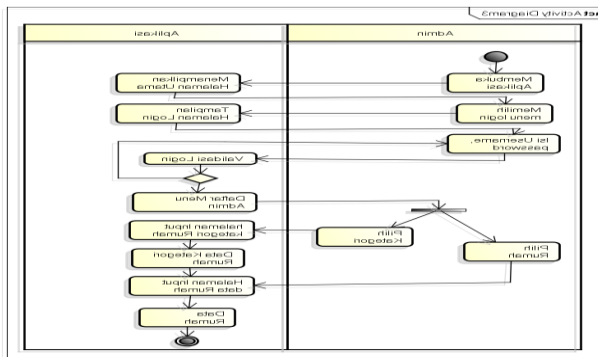 act Activity Diagram3
Admin
Aplikasi
Membuka
Aplikasi
Menampilkan
Halaman Utama
Memilih
menu login
Tampilan
Halaman Login
Isi Username,
password
Validasi Login
Daftar Menu
Admin
Pilih
Kategori
halaman Input
kategori Rumah
Pilih
Rumah
Data Kategori
Rumah
Halaman Input
data Rumah
Data
Rumah